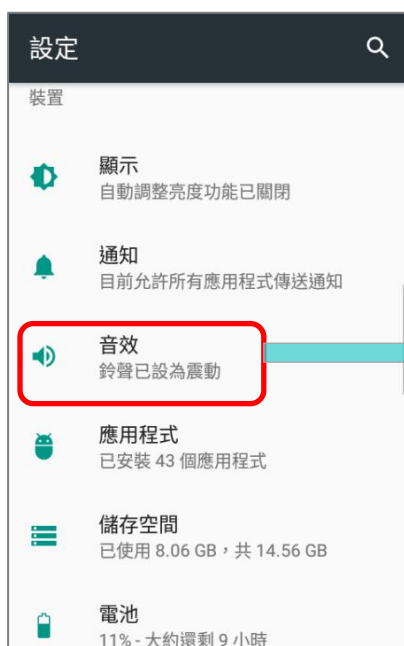 設定
裝置
顯示
自動調整亮度功能已關閉
通知
目前允許所有應用程式傳送通知
音效
鈴聲已設為震動
應用程式
已安裝 43 個應用程式
儲存空間
已使用 8.06 GB，共 14.56 GB
電池
11% - 大約還剩 9 小時